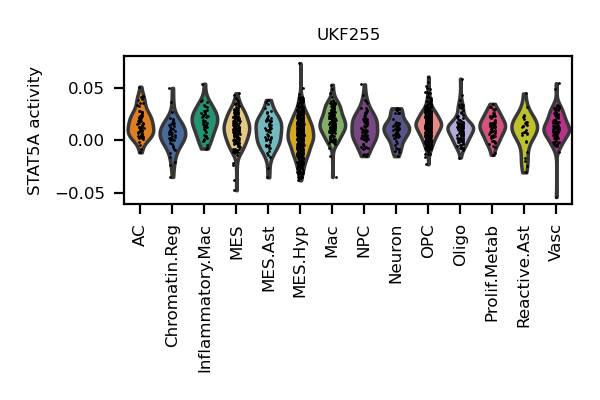 UKF255
STAT5A activity
0.05
0.00
−0.05
AC
Chromatin.Reg
Inflammatory.Mac
MES
MES.Ast
MES.Hyp
Mac
NPC
Neuron
OPC
Oligo
Prolif.Metab
Reactive.Ast
Vasc